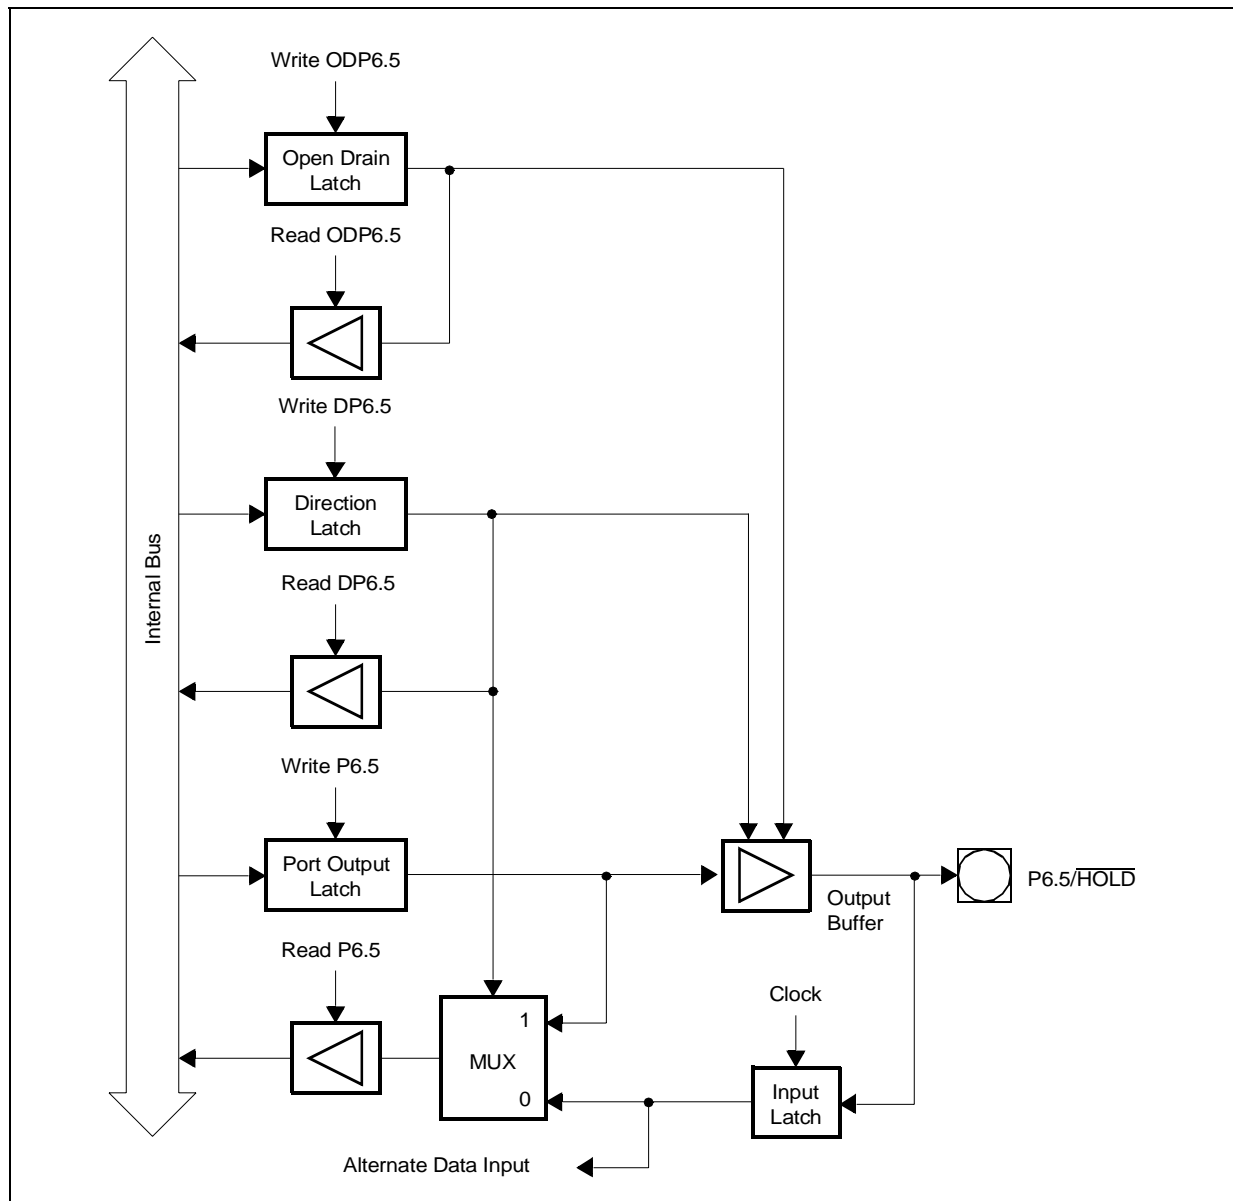 Write ODP6.5
Open Drain
Latch
Read ODP6.5
Write DP6.5
Direction
Latch
Internal Bus
Read DP6.5
Write P6.5
Port Output
Latch
P6.5/HOLD
Output
Buffer
Read P6.5
Clock
1
MUX
0
Input
Latch
Alternate Data Input